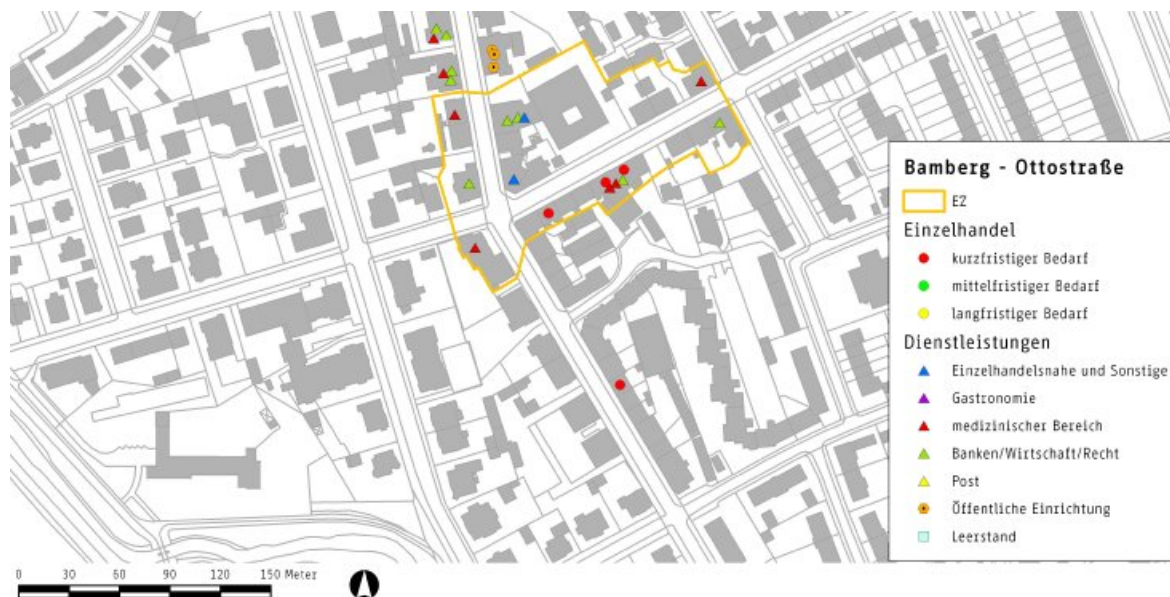 Bamberg - Ottostraße
E2
Einzelhandel
kurzfristiger Bedarf
mittelfristiger Bedarf
langfristiger Bedarf
Dienstleistungen
Einzelhandelsnahe und Sonstige
Gastronomie
medizinischer Bereich
Banken/Wirtschaft/Recht
Post
Öffentliche Einrichtung
Leerstand
0 30 60 90 120 150 Meter